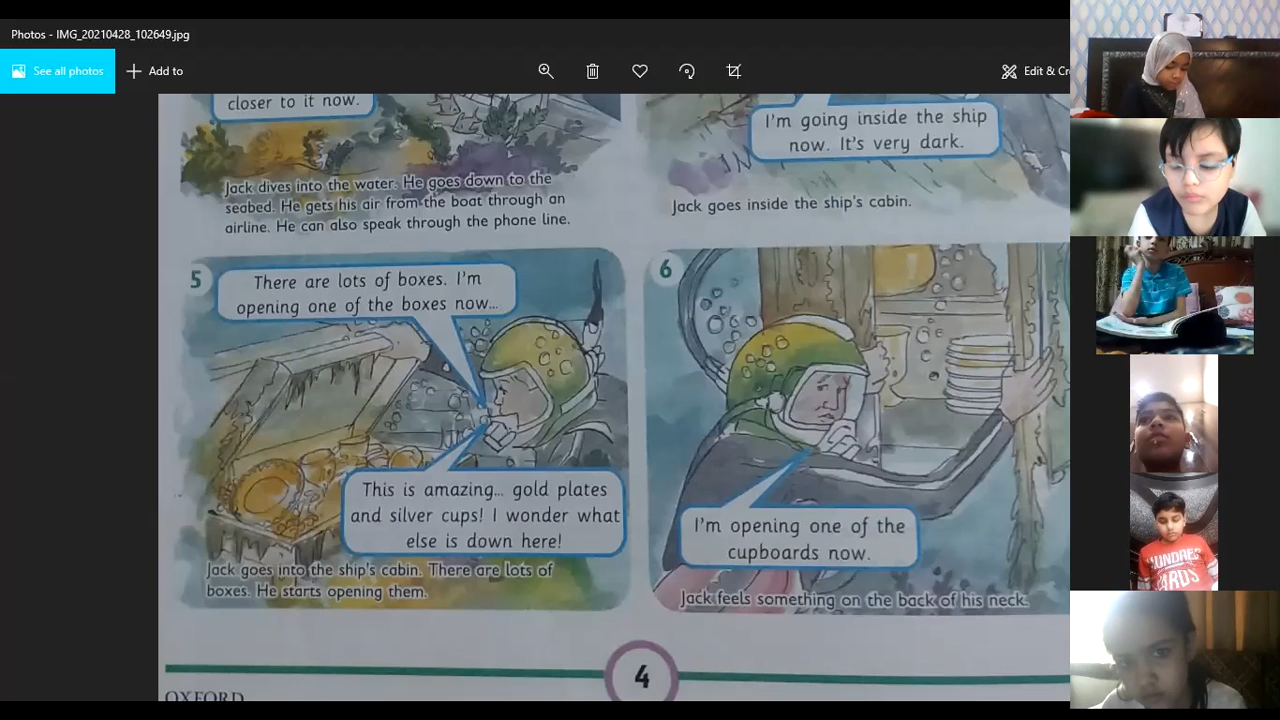 Photos - IMG_20210428_102649.jpg
See all photos
Add to
Edit & Cr
closer to it now.
Jack dives into the water. He goes down to the
seabed. He gets his air from the boat through an
airline. He can also speak through the phone line.
I'm going inside the ship
now. It's very dark.
Jack goes inside the ship's cabin.
5
There are lots of boxes. I'm
opening one of the boxes now...
This is amazing... gold plates
and silver cups! I wonder what
else is down here!
Jack goes into the ship's cabin. There are lots of
boxes. He starts opening them.
6
I'm opening one of the
cupboards now.
Jack feels something on the back of his neck.
4
OXFORD
HUNDRED
CARDS